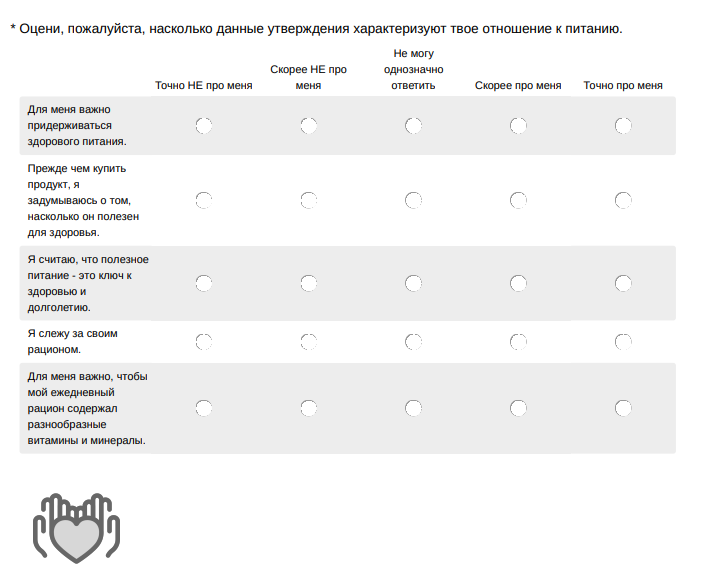 * Оцени, пожалуйста, насколько данные утверждения характеризуют твое отношение к питанию.
Точно НЕ про меня
Скорее НЕ про
меня
Не могу
однозначно
ответить
Скорее про меня
Точно про меня
Для меня важно
придерживаться
здорового питания.
Прежде чем купить
продукт, я
задумываюсь о том,
насколько он полезен
для здоровья.
Я считаю, что полезное
питание - это ключ к
здоровью и
долголетию.
Я слежу за своим
рационом.
Для меня важно, чтобы
мой ежедневный
рацион содержал
разнообразные
витамины и минералы.